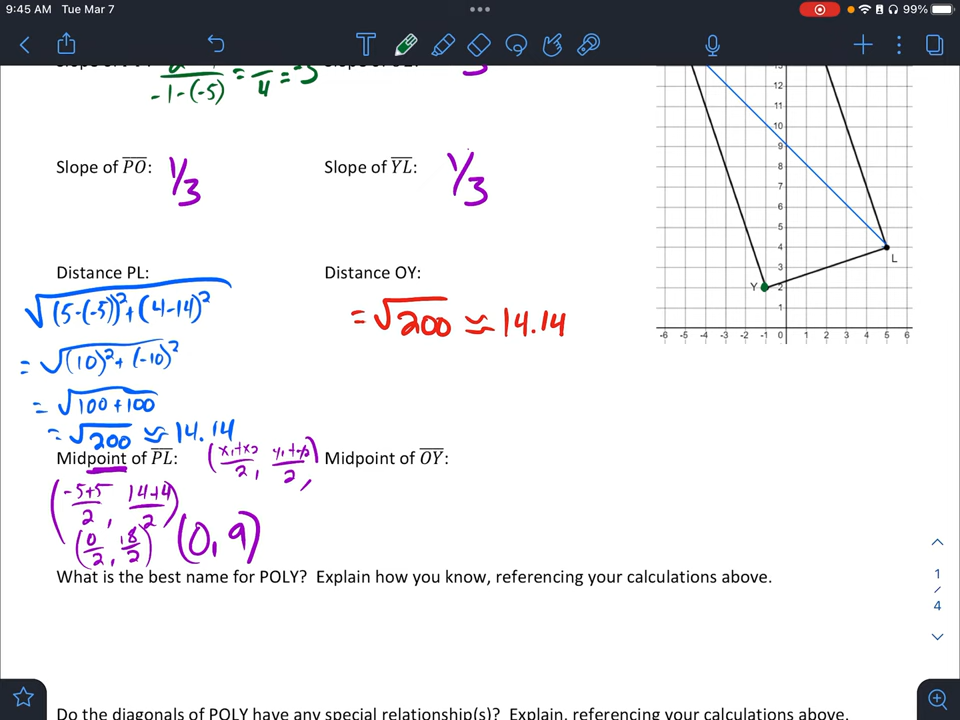 9:45 AM Tue Mar 7 99%
-1-(-5) = 4 =
Slope of PO: 1/3 Slope of YL: 1/3
Distance PL: Distance OY:
√(5-(-5))²+(4-14)²
= √200 ≈ 14.14
= √(10)²+(-10)²
= √100+100
= √200 ≈ 14.14
Midpoint of PL: (x₁+x₂/2, y₁+y₂/2) Midpoint of OY:
(-5+5/2, 14+4/2)
(0/2, 18/2) (0, 9)
What is the best name for POLY? Explain how you know, referencing your calculations above.
Do the diagonals of POLY have any special relationship(s)? Explain, referencing your calculations above.
12
11
10
9
8
7
6
5
4
L
3
Y 2
1
-6 -5 -4 -3 -2 -1 0 1 2 3 4 5 6
1
/
4